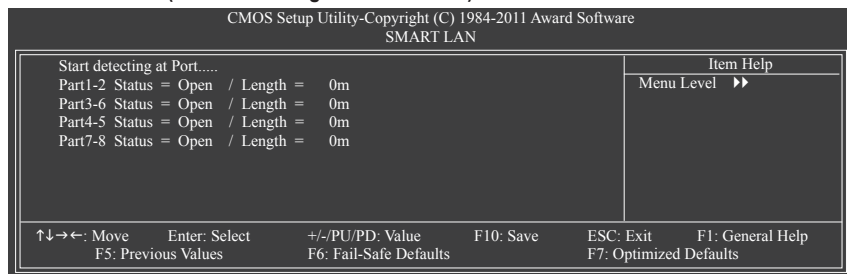 CMOS Setup Utility-Copyright (C) 1984-2011 Award Software
SMART LAN
Start detecting at Port.....
Part1-2 Status = Open / Length = 0m
Part3-6 Status = Open / Length = 0m
Part4-5 Status = Open / Length = 0m
Part7-8 Status = Open / Length = 0m
Item Help
Menu Level ▶▶
↑↓→←: Move Enter: Select +/-/PU/PD: Value F10: Save ESC: Exit F1: General Help
F5: Previous Values F6: Fail-Safe Defaults F7: Optimized Defaults